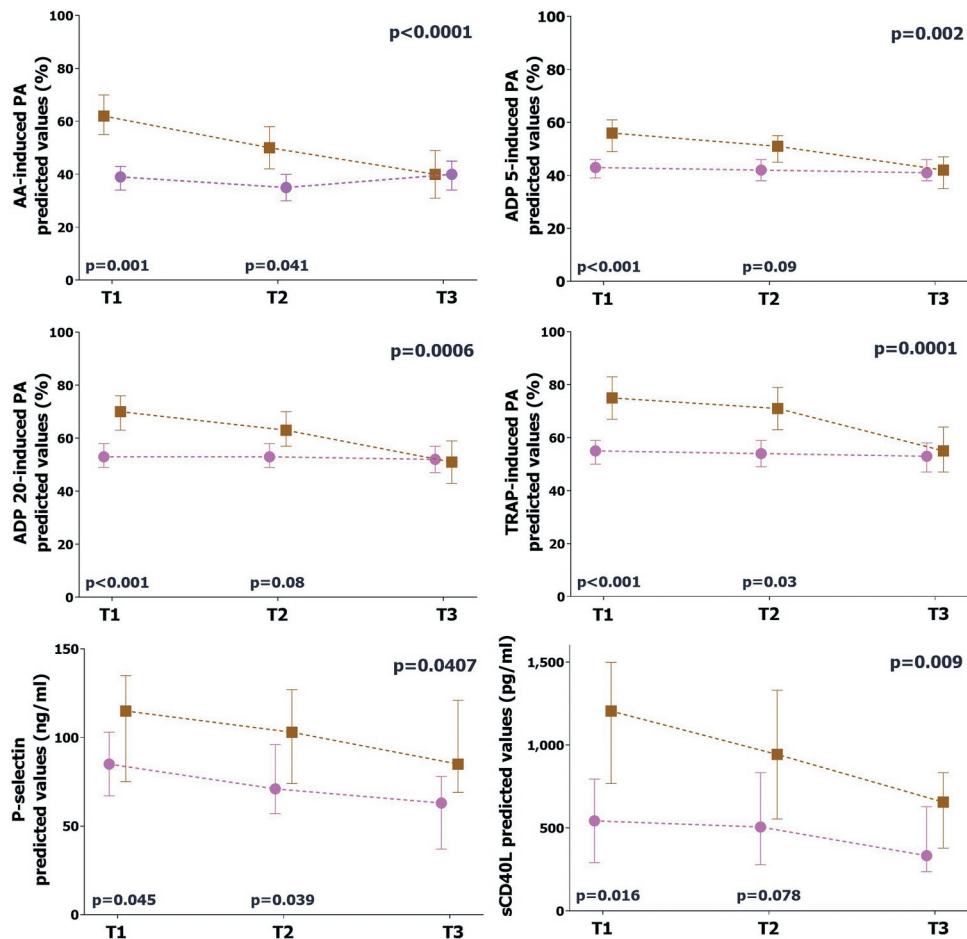 AA-induced PA
predicted values (%)
100
80
60
40
20
0
p<0.0001
p=0.001
p=0.041
T1
T2
T3
ADP 5-induced PA
predicted values (%)
100
80
60
40
20
0
p=0.002
p<0.001
p=0.09
T1
T2
T3
ADP 20-induced PA
predicted values (%)
100
80
60
40
20
0
p=0.0006
p<0.001
p=0.08
T1
T2
T3
TRAP-induced PA
predicted values (%)
100
80
60
40
20
0
p=0.0001
p<0.001
p=0.03
T1
T2
T3
P-selectin
predicted values (ng/ml)
150
100
50
0
p=0.0407
p=0.045
p=0.039
T1
T2
T3
sCD40L predicted values (pg/ml)
1,500
1,000
500
0
p=0.009
p=0.016
p=0.078
T1
T2
T3